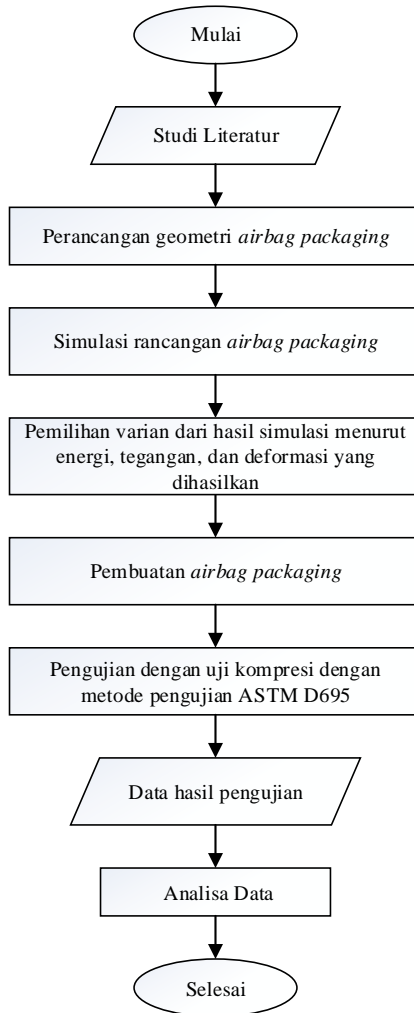 Mulai
Studi Literatur
Perancangan geometri airbag packaging
Simulasi rancangan airbag packaging
Pemilihan varian dari hasil simulasi menurut
energi, tegangan, dan deformasi yang
dihasilkan
Pembuatan airbag packaging
Pengujian dengan uji kompresi dengan
metode pengujian ASTM D695
Data hasil pengujian
Analisa Data
Selesai